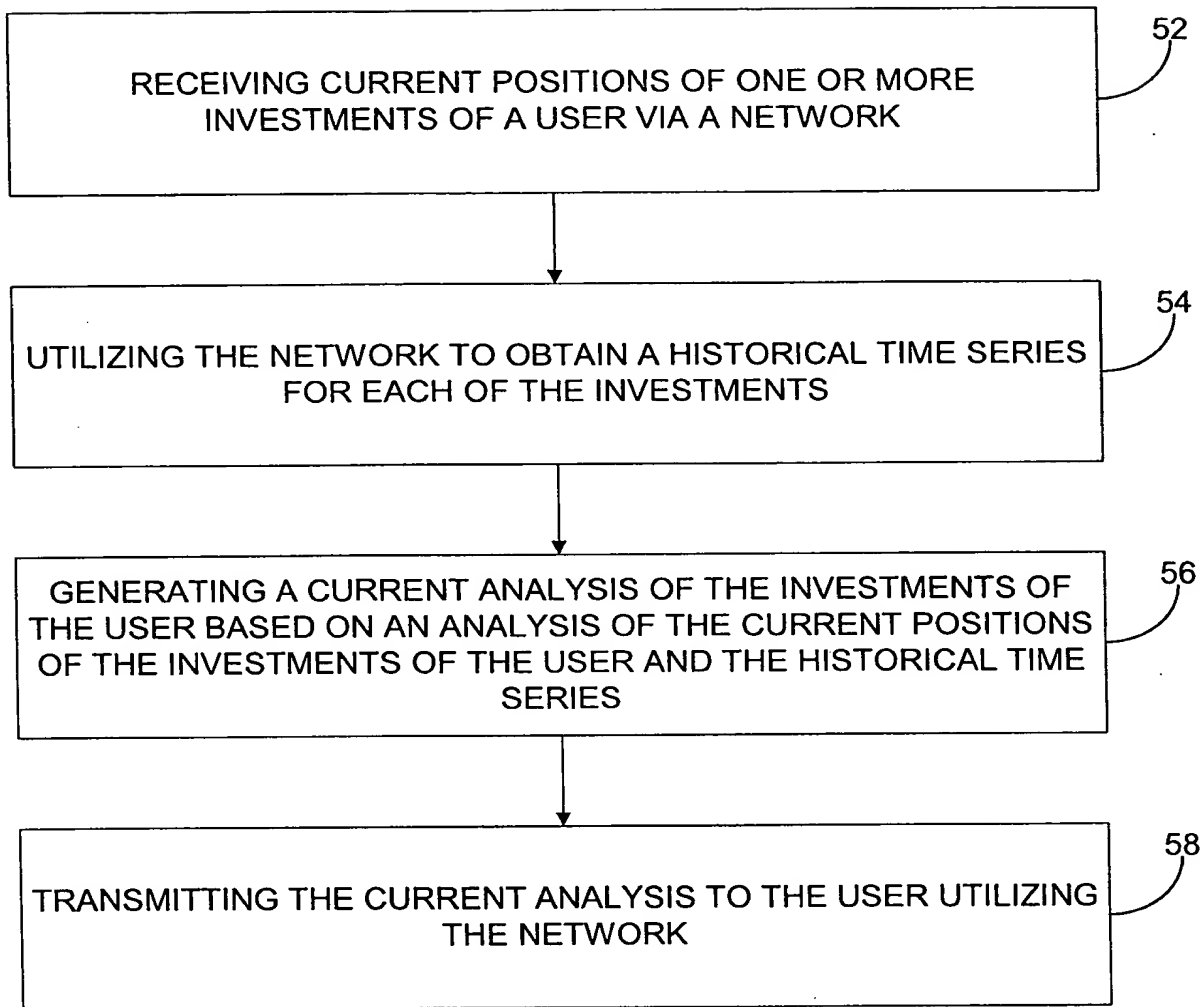 52
RECEIVING CURRENT POSITIONS OF ONE OR MORE
INVESTMENTS OF A USER VIA A NETWORK
54
UTILIZING THE NETWORK TO OBTAIN A HISTORICAL TIME SERIES
FOR EACH OF THE INVESTMENTS
56
GENERATING A CURRENT ANALYSIS OF THE INVESTMENTS OF
THE USER BASED ON AN ANALYSIS OF THE CURRENT POSITIONS
OF THE INVESTMENTS OF THE USER AND THE HISTORICAL TIME
SERIES
58
TRANSMITTING THE CURRENT ANALYSIS TO THE USER UTILIZING
THE NETWORK